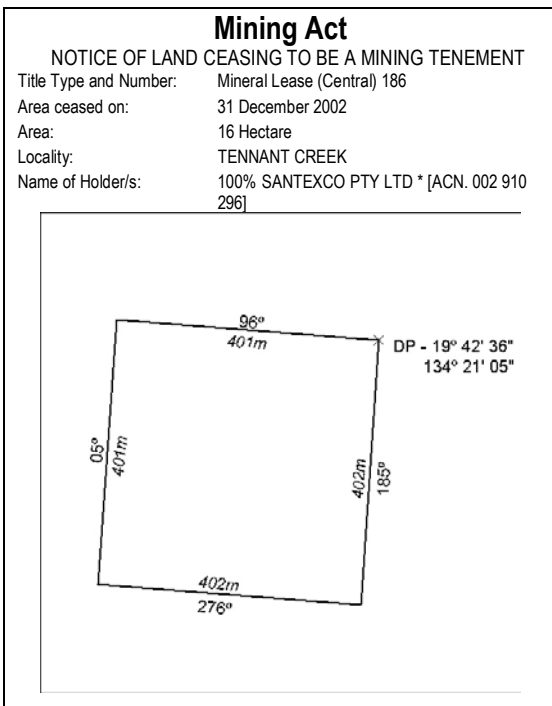 Mining Act
NOTICE OF LAND CEASING TO BE A MINING TENEMENT
Title Type and Number: Mineral Lease (Central) 186
Area ceased on: 31 December 2002
Area: 16 Hectare
Locality: TENNANT CREEK
Name of Holder/s: 100% SANTEXCO PTY LTD * [ACN. 002 910
296]
96º
401m
DP - 19º 42' 36"
134º 21' 05"
05º
401m
402m
185º
402m
276º